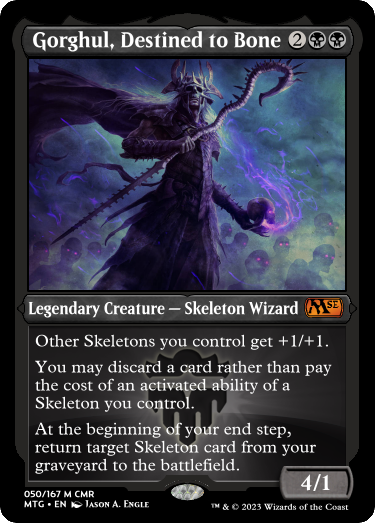 Gorghul, Destined to Bone 2
Legendary Creature — Skeleton Wizard MSE
Other Skeletons you control get +1/+1.
You may discard a card rather than pay
the cost of an activated ability of a
Skeleton you control.
At the beginning of your end step,
return target Skeleton card from your
graveyard to the battlefield.
4/1
050/167 M CMR
MTG • EN Jason A. Engle
™ & © 2023 Wizards of the Coast